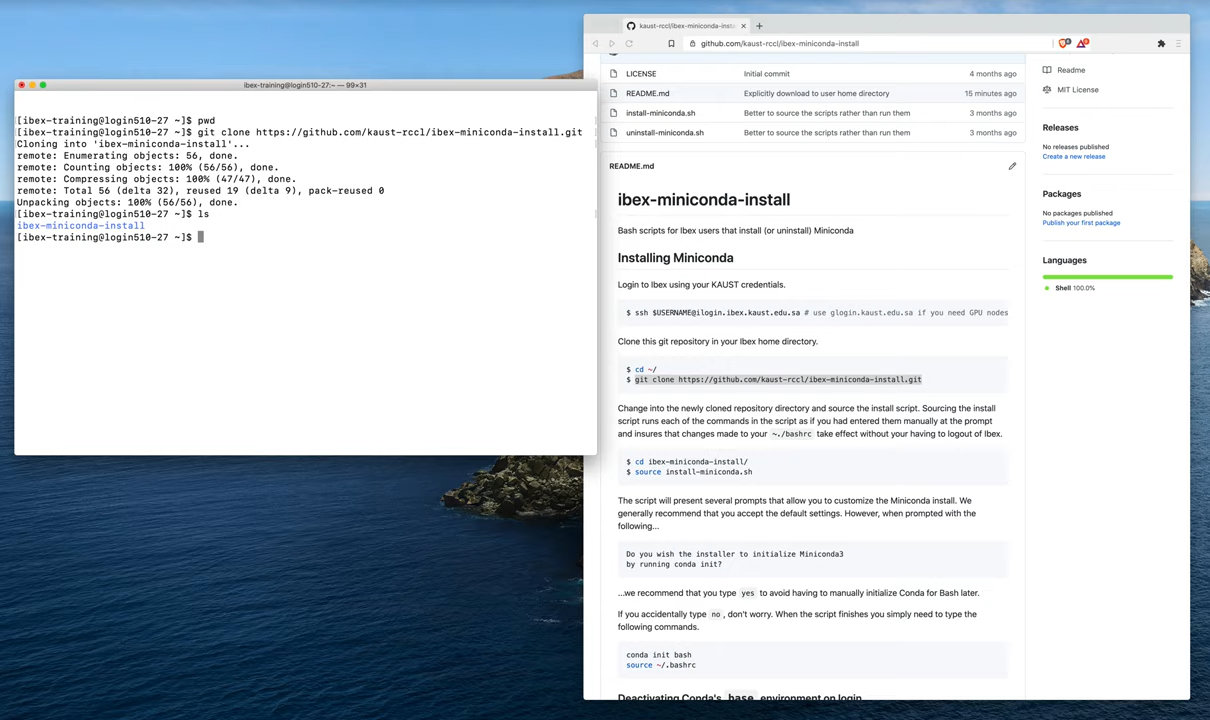 ibex-training@login510-27:~ — 99×31
[ibex-training@login510-27 ~]$ pwd
[ibex-training@login510-27 ~]$ git clone https://github.com/kaust-rccl/ibex-miniconda-install.git
Cloning into 'ibex-miniconda-install'...
remote: Enumerating objects: 56, done.
remote: Counting objects: 100% (56/56), done.
remote: Compressing objects: 100% (47/47), done.
remote: Total 56 (delta 32), reused 19 (delta 9), pack-reused 0
Unpacking objects: 100% (56/56), done.
[ibex-training@login510-27 ~]$ ls
ibex-miniconda-install
[ibex-training@login510-27 ~]$
kaust-rccl/ibex-miniconda-insta
github.com/kaust-rccl/ibex-miniconda-install
LICENSE Initial commit 4 months ago
README.md Explicitly download to user home directory 15 minutes ago
install-miniconda.sh Better to source the scripts rather run them 3 months ago
uninstall-miniconda.sh Better to source the scripts rather than run them 3 months ago
README.md
ibex-miniconda-install
Bash scripts for Ibex users that install (or uninstall) Miniconda
Installing Miniconda
Login to Ibex using your KAUST credentials.
$ ssh $USERNAME@ilogin.ibex.kaust.edu.sa # use glogin.kaust.edu.sa if you need GPU nodes
Clone this git repository in your Ibex home directory.
$ cd ~/
$ git clone https://github.com/kaust-rccl/ibex-miniconda-install.git
Change into the newly cloned repository directory and source the install script. Sourcing the install
script runs each of the commands in the script as if you had entered them manually at the prompt
and insures that changes made to your ~./bashrc take effect without your having to logout of Ibex.
$ cd ibex-miniconda-install/
$ source install-miniconda.sh
The script will present several prompts that allow you to customize the Miniconda install. We
generally recommend that you accept the default settings. However, when prompted with the
following...
Do you wish the installer to initialize Miniconda3
by running conda init?
...we recommend that you type yes to avoid having to manually initialize Conda for Bash later.
If you accidentally type no , don't worry. When the script finishes you simply need to type the
following commands.
conda init bash
source ~/.bashrc
Deactivating Conda's base environment on login
Readme
MIT License
Releases
No releases published
Create a new release
Packages
No packages published
Publish your first package
Languages
Shell 100.0%